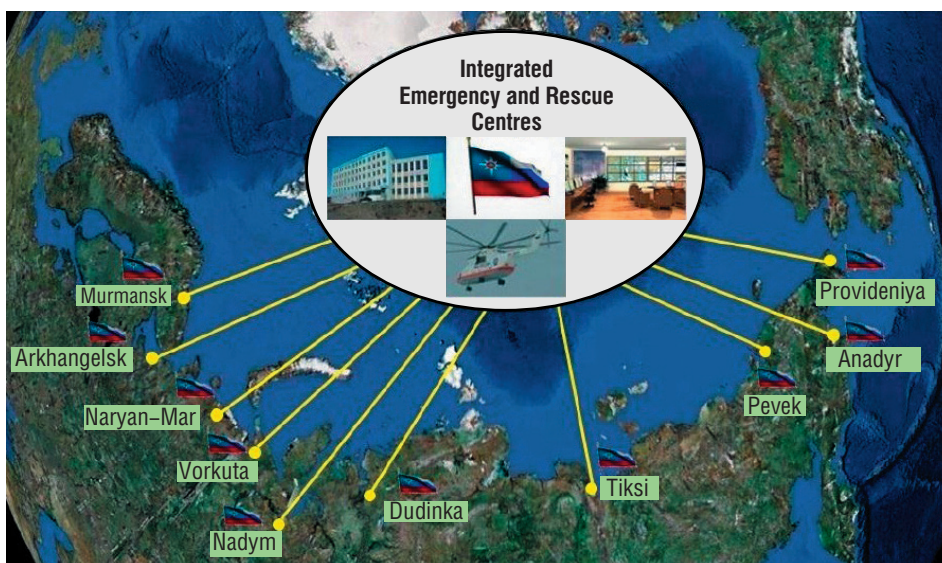 Integrated
Emergency and Rescue
Centres
Murmansk
Arkhangelsk
Naryan–Mar
Vorkuta
Nadym
Dudinka
Tiksi
Pevek
Anadyr
Provideniya